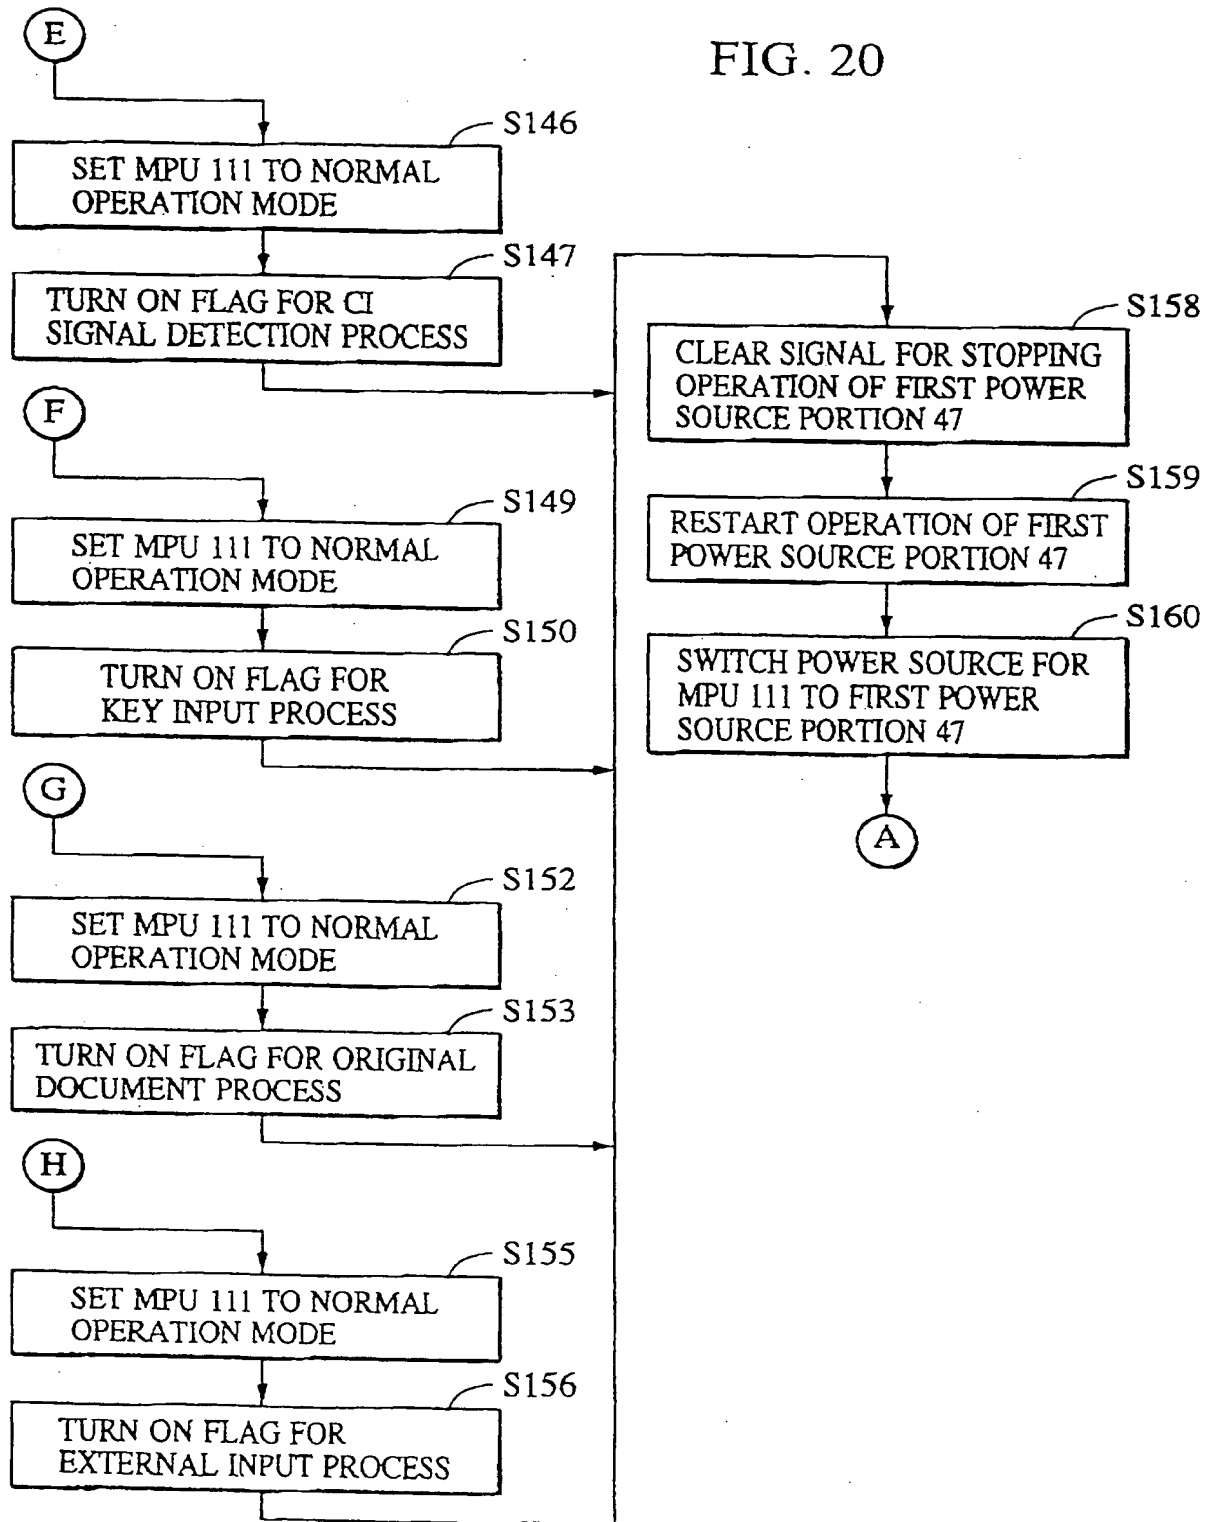 FIG. 20
E
S146
SET MPU 111 TO NORMAL
OPERATION MODE
S147
TURN ON FLAG FOR CI
SIGNAL DETECTION PROCESS
F
S149
SET MPU 111 TO NORMAL
OPERATION MODE
S150
TURN ON FLAG FOR
KEY INPUT PROCESS
G
S152
SET MPU 111 TO NORMAL
OPERATION MODE
S153
TURN ON FLAG FOR ORIGINAL
DOCUMENT PROCESS
H
S155
SET MPU 111 TO NORMAL
OPERATION MODE
S156
TURN ON FLAG FOR
EXTERNAL INPUT PROCESS
S158
CLEAR SIGNAL FOR STOPPING
OPERATION OF FIRST POWER
SOURCE PORTION 47
S159
RESTART OPERATION OF FIRST
POWER SOURCE PORTION 47
S160
SWITCH POWER SOURCE FOR
MPU 111 TO FIRST POWER
SOURCE PORTION 47
A